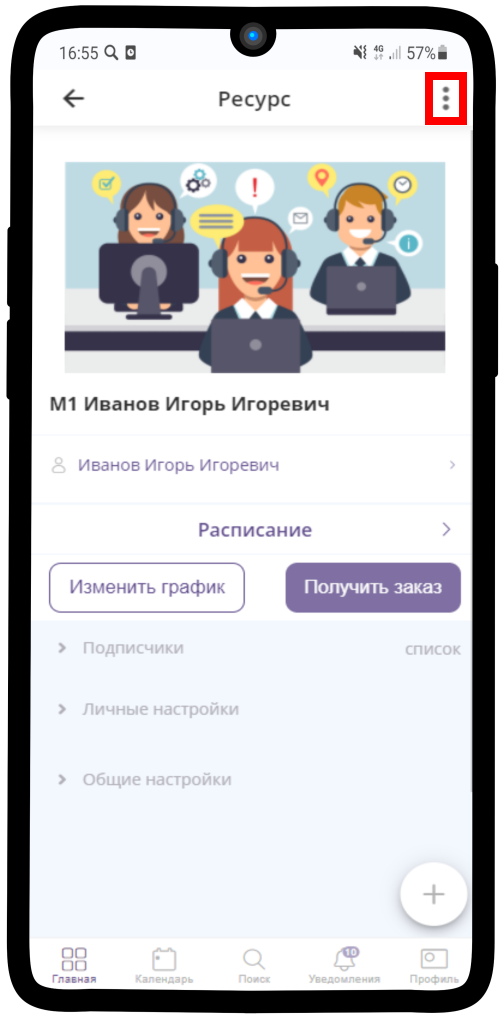 16:55 4G 57%
Ресурс
!
i
М1 Иванов Игорь Игоревич
Иванов Игорь Игоревич
Расписание
Изменить график Получить заказ
Подписчики список
Личные настройки
Общие настройки
+
10
Главная Календарь Поиск Уведомления Профиль